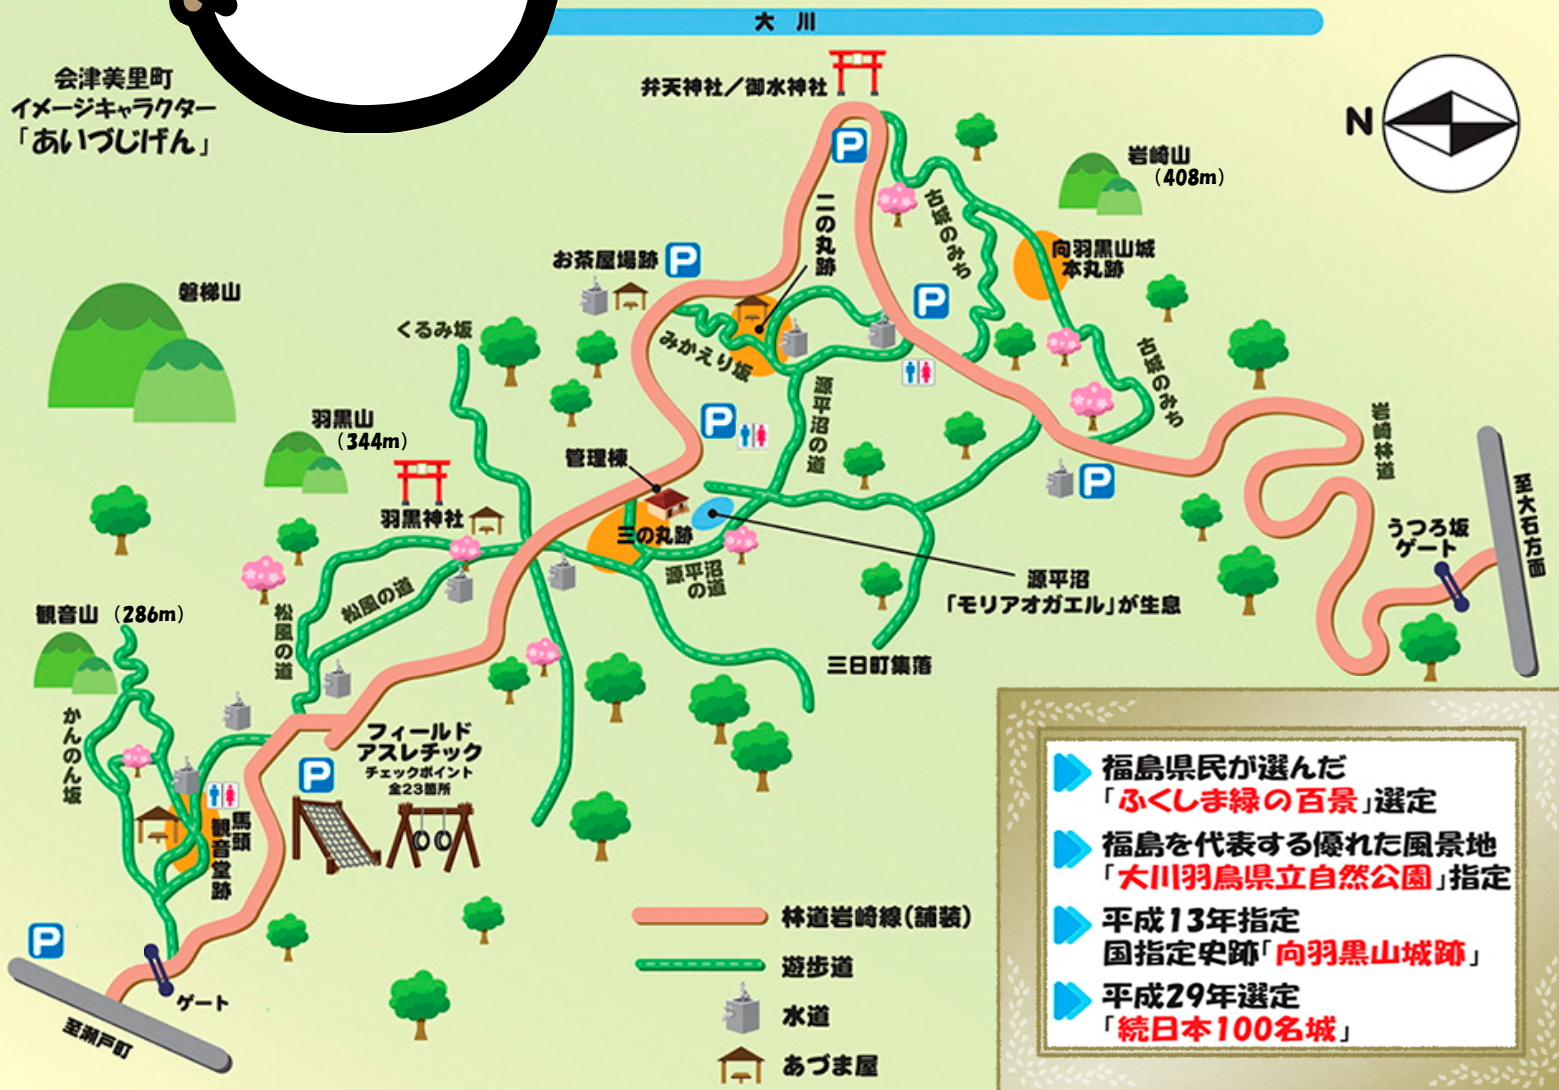 大 川
会津美里町
イメージキャラクター
「あいづじげん」
弁天神社/御水神社
P
N
岩崎山
(408m)
二の丸跡
古城のみち
向羽黒山城
本丸跡
お茶屋場跡
P
P
磐梯山
くるみ坂
みかえり坂
源平沼の道
古城のみち
岩崎林道
羽黒山
(344m)
P
管理棟
P
至大石方面
羽黒神社
三の丸跡
うつろ坂
ゲート
源平沼
の道
源平沼
「モリアオガエル」が生息
松風の道
松風の道
観音山 (286m)
三日町集落
かんのん坂
フィールド
アスレチック
チェックポイント
全23箇所
P
馬頭
観音堂跡
P
ゲート
至瀬戸町
林道岩崎線(舗装)
遊歩道
水道
あづま屋
福島県民が選んだ
「ふくしま緑の百景」選定
福島を代表する優れた風景地
「大川羽鳥県立自然公園」指定
平成13年指定
国指定史跡「向羽黒山城跡」
平成29年選定
「続日本100名城」